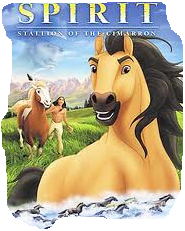 SPIRIT
STALLION OF THE CIMARRON